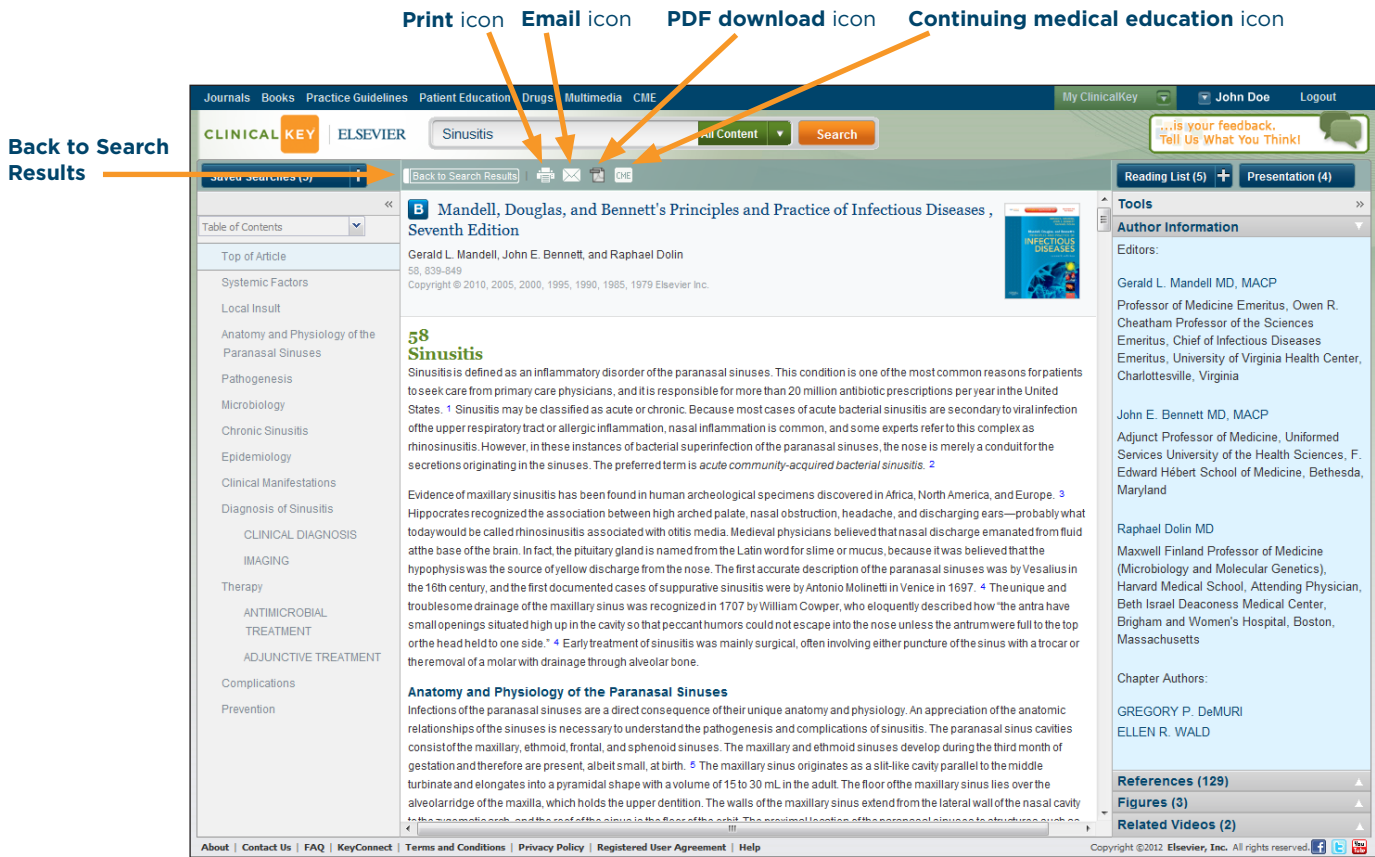 Print icon Email icon PDF download icon Continuing medical education icon
Back to Search
Results
Journals Books Practice Guidelines Patient Education Drugs Multimedia CME My ClinicalKey John Doe Logout
CLINICAL KEY ELSEVIER Sinusitis All Content Search
...is your feedback.
Tell Us What You Think!
Saved Searches (5) + Back to Search Results CME Reading List (5) + Presentation (4)
«
Table of Contents
Top of Article
Systemic Factors
Local Insult
Anatomy and Physiology of the
Paranasal Sinuses
Pathogenesis
Microbiology
Chronic Sinusitis
Epidemiology
Clinical Manifestations
Diagnosis of Sinusitis
CLINICAL DIAGNOSIS
IMAGING
Therapy
ANTIMICROBIAL
TREATMENT
ADJUNCTIVE TREATMENT
Complications
Prevention
B Mandell, Douglas, and Bennett's Principles and Practice of Infectious Diseases ,
Seventh Edition
Gerald L. Mandell, John E. Bennett, and Raphael Dolin
58, 839-849
Copyright © 2010, 2005, 2000, 1995, 1990, 1985, 1979 Elsevier Inc.
INFECTIOUS
DISEASES
58
Sinusitis
Sinusitis is defined as an inflammatory disorder of the paranasal sinuses. This condition is one of the most common reasons for patients
to seek care from primary care physicians, and it is responsible for more than 20 million antibiotic prescriptions per year in the United
States. 1 Sinusitis may be classified as acute or chronic. Because most cases of acute bacterial sinusitis are secondary to viral infection
of the upper respiratory tract or allergic inflammation, nasal inflammation is common, and some experts refer to this complex as
rhinosinusitis. However, in these instances of bacterial superinfection of the paranasal sinuses, the nose is merely a conduit for the
secretions originating in the sinuses. The preferred term is acute community-acquired bacterial sinusitis. 2
Evidence of maxillary sinusitis has been found in human archeological specimens discovered in Africa, North America, and Europe. 3
Hippocrates recognized the association between high arched palate, nasal obstruction, headache, and discharging ears—probably what
today would be called rhinosinusitis associated with otitis media. Medieval physicians believed that nasal discharge emanated from fluid
at the base of the brain. In fact, the pituitary gland is named from the Latin word for slime or mucus, because it was believed that the
hypophysis was the source of yellow discharge from the nose. The first accurate description of the paranasal sinuses was by Vesalius in
the 16th century, and the first documented cases of suppurative sinusitis were by Antonio Molinetti in Venice in 1697. 4 The unique and
troublesome drainage of the maxillary sinus was recognized in 1707 by William Cowper, who eloquently described how “the antra have
small openings situated high up in the cavity so that peccant humors could not escape into the nose unless the antrum were full to the top
or the head held to one side.” 4 Early treatment of sinusitis was mainly surgical, often involving either puncture of the sinus with a trocar or
the removal of a molar with drainage through alveolar bone.
Anatomy and Physiology of the Paranasal Sinuses
Infections of the paranasal sinuses are a direct consequence of their unique anatomy and physiology. An appreciation of the anatomic
relationships of the sinuses is necessary to understand the pathogenesis and complications of sinusitis. The paranasal sinus cavities
consist of the maxillary, ethmoid, frontal, and sphenoid sinuses. The maxillary and ethmoid sinuses develop during the third month of
gestation and therefore are present, albeit small, at birth. 5 The maxillary sinus originates as a slit-like cavity parallel to the middle
turbinate and elongates into a pyramidal shape with a volume of 15 to 30 mL in the adult. The floor of the maxillary sinus lies over the
alveolar ridge of the maxilla, which holds the upper dentition. The walls of the maxillary sinus extend from the lateral wall of the nasal cavity
to the zygomatic arch, and the roof of the sinus is the floor of the orbit. The proximal location of the paranasal sinuses to structures such as
Tools »
Author Information
Editors:
Gerald L. Mandell MD, MACP
Professor of Medicine Emeritus, Owen R.
Cheatham Professor of the Sciences
Emeritus, Chief of Infectious Diseases
Emeritus, University of Virginia Health Center,
Charlottesville, Virginia
John E. Bennett MD, MACP
Adjunct Professor of Medicine, Uniformed
Services University of the Health Sciences, F.
Edward Hébert School of Medicine, Bethesda,
Maryland
Raphael Dolin MD
Maxwell Finland Professor of Medicine
(Microbiology and Molecular Genetics),
Harvard Medical School, Attending Physician,
Beth Israel Deaconess Medical Center,
Brigham and Women's Hospital, Boston,
Massachusetts
Chapter Authors:
GREGORY P. DeMURI
ELLEN R. WALD
References (129)
Figures (3)
Related Videos (2)
About | Contact Us | FAQ | KeyConnect | Terms and Conditions | Privacy Policy | Registered User Agreement | Help Copyright ©2012 Elsevier, Inc. All rights reserved.